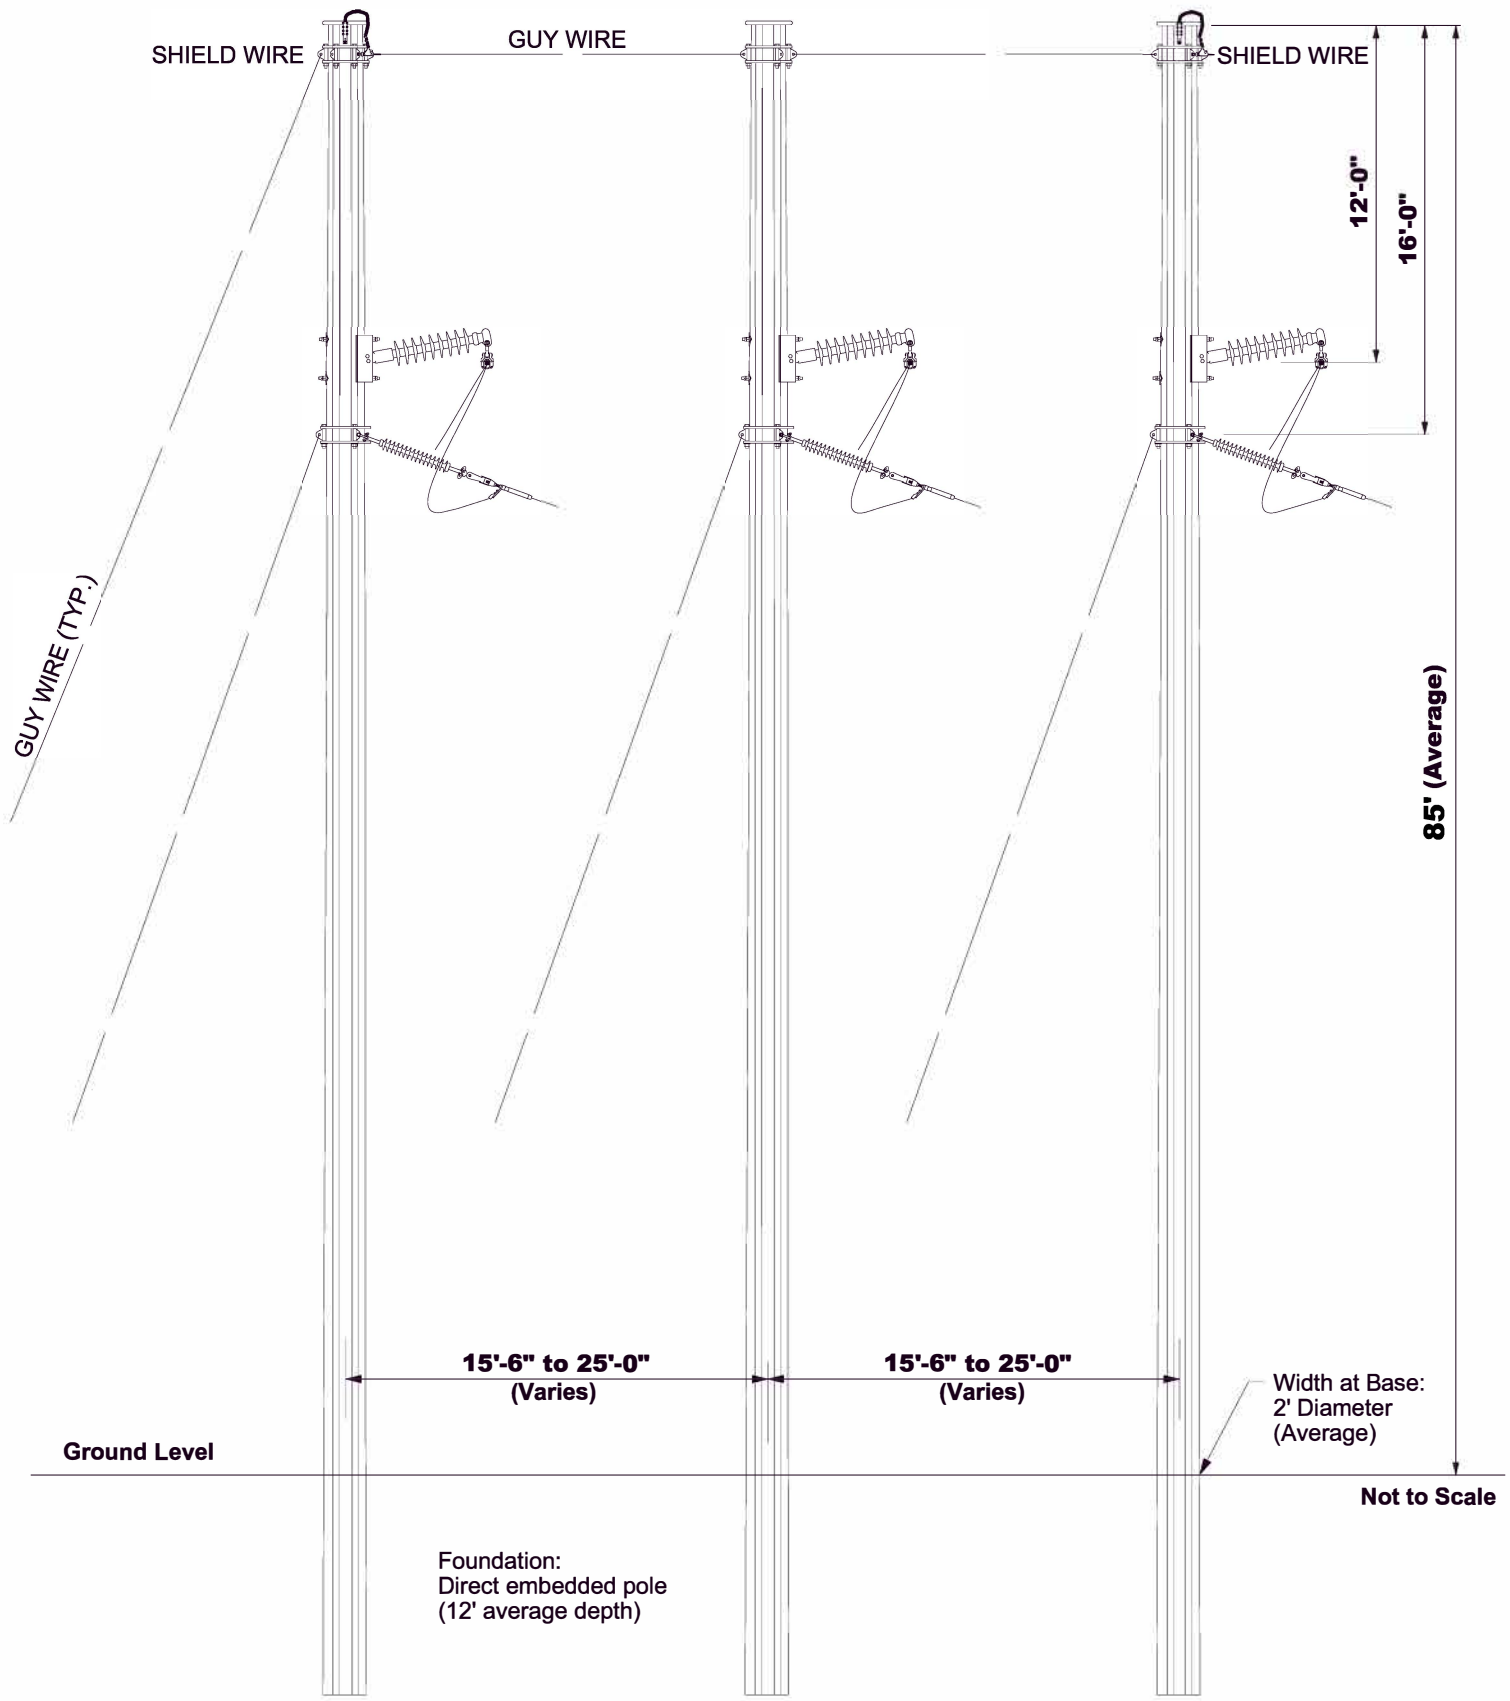 SHIELD WIRE
GUY WIRE
SHIELD WIRE
12'-0"
16'-0"
GUY WIRE (TYP.)
85' (Average)
15'-6" to 25'-0"
(Varies)
15'-6" to 25'-0"
(Varies)
Width at Base:
2' Diameter
(Average)
Ground Level
Not to Scale
Foundation:
Direct embedded pole
(12' average depth)